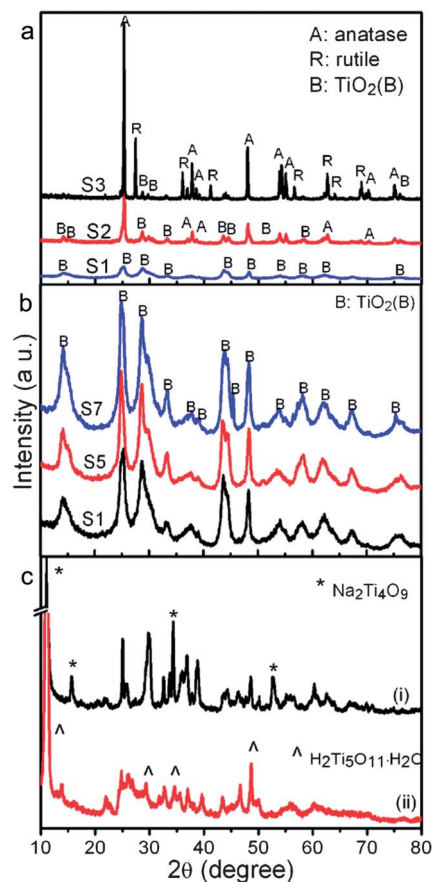 a
A
A: anatase
R: rutile
B: TiO2(B)
R
B B
R A
A
R
A
A
A
R
R
R
R
A
A
B
S3
B B
S2
B
B
A
A
B B
B
B
A
A
B
S1
B
B
B
B
B
B
B
B
B
b
B: TiO2(B)
B
B
B
B
B
B
B
B
B
B
B
B
B
B
S7
S5
S1
Intensity (a.u.)
c
*
*
*
*
* Na2Ti4O9
(i)
^
^
^
^
^ H2Ti5O11·H2O
(ii)
10 20 30 40 50 60 70 80
2θ (degree)